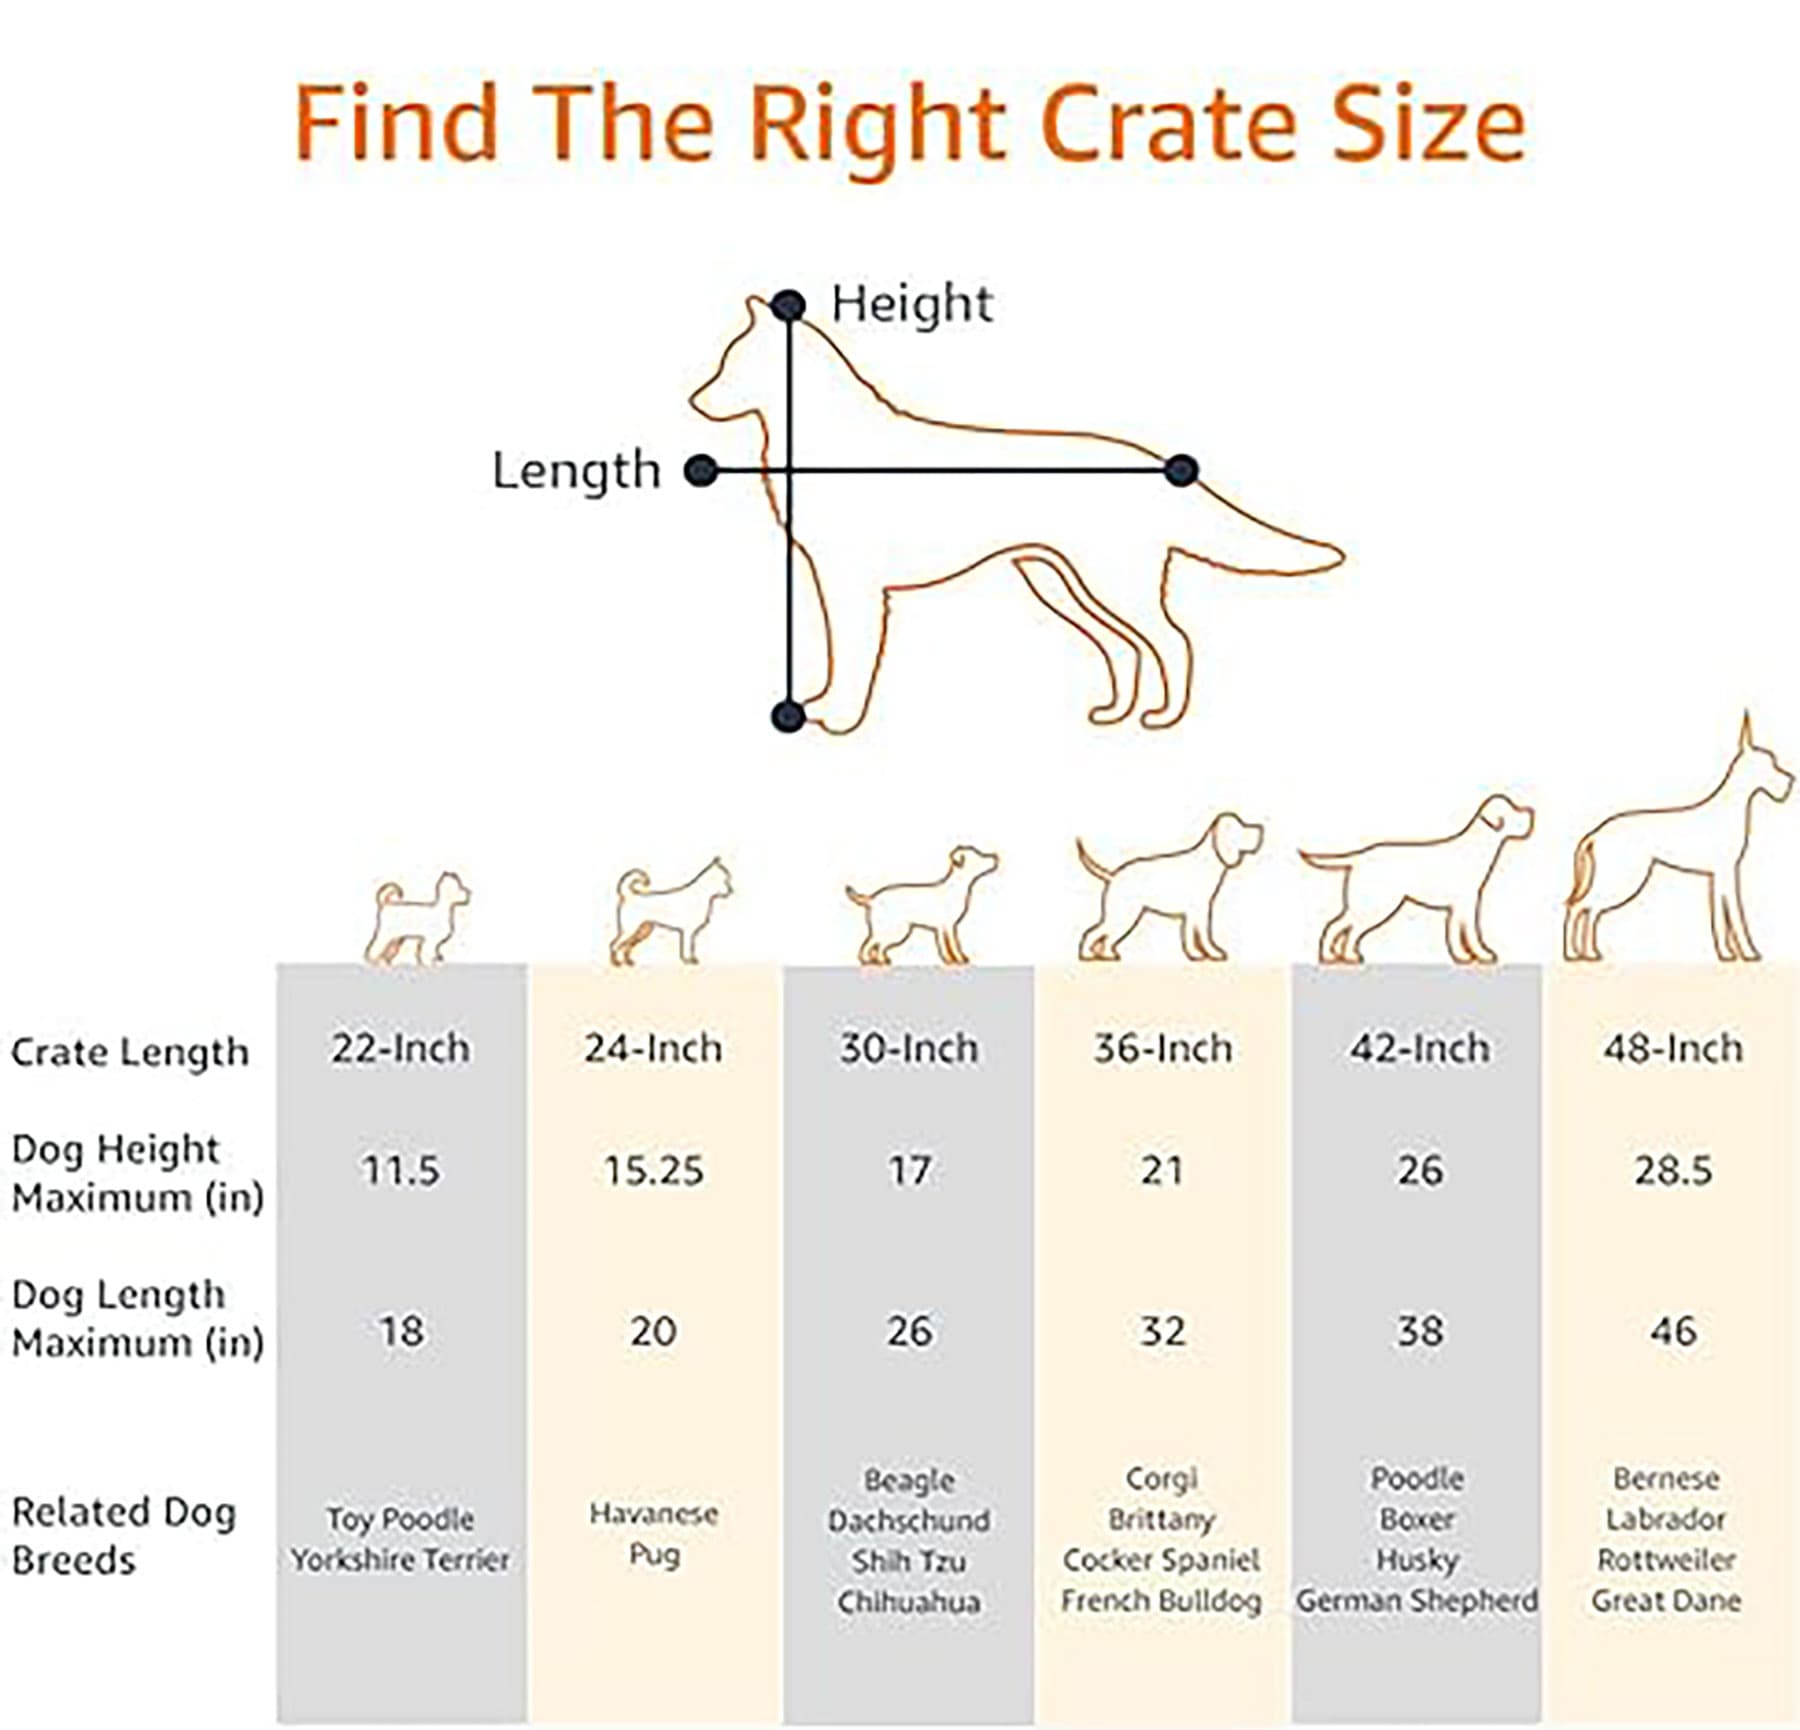 Find The Right Crate Size
Height
Length
Crate Length 22-Inch 24-Inch 30-Inch 36-Inch 42-Inch 48-Inch
Dog Height
Maximum (in) 11.5 15.25 17 21 26 28.5
Dog Length
Maximum (in) 18 20 26 32 38 46
Related Dog
Breeds
Toy Poodle
Yorkshire Terrier
Havanese
Pug
Beagle
Dachschund
Shih Tzu
Chihuahua
Corgi
Brittany
Cocker Spaniel
French Bulldog
Poodle
Boxer
Husky
German Shepherd
Bernese
Labrador
Rottweiler
Great Dane